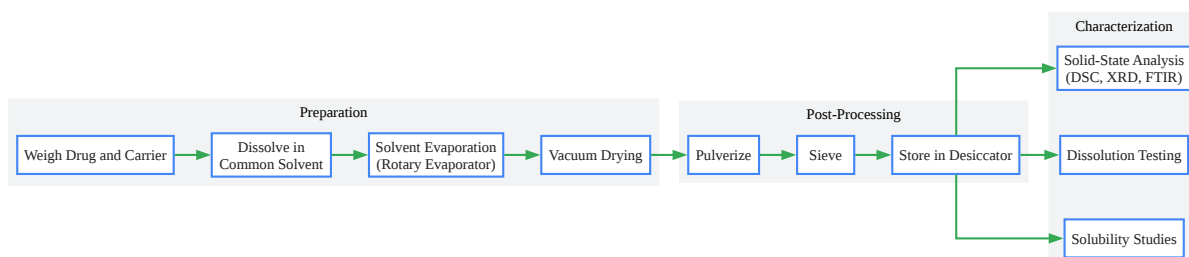 Preparation
Weigh Drug and Carrier
Dissolve in
Common Solvent
Solvent Evaporation
(Rotary Evaporator)
Vacuum Drying
Post-Processing
Pulverize
Sieve
Store in Desiccator
Characterization
Solid-State Analysis
(DSC, XRD, FTIR)
Dissolution Testing
Solubility Studies